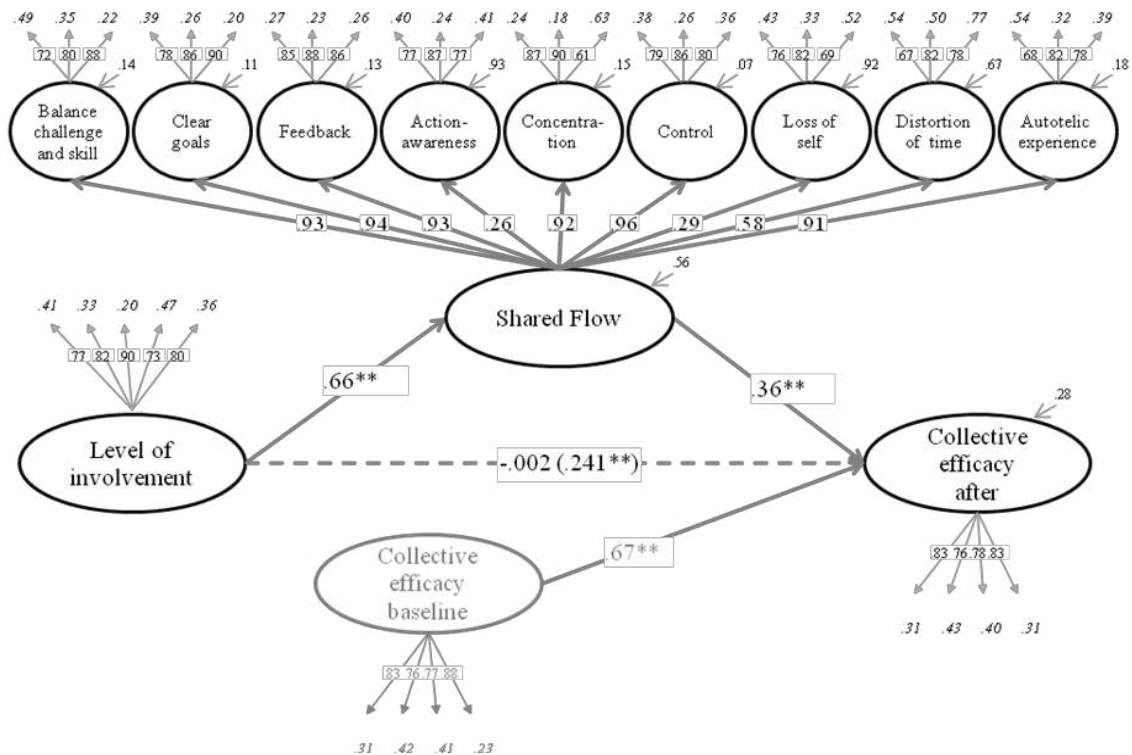 .49 .35 .22 .39 .26 .20 .27 .23 .26 .40 .24 .41 .24 .18 .63 .38 .26 .36 .43 .33 .52 .54 .50 .77 .54 .32 .39
72 80 88 78 86 90 85 88 86 77 87 77 87 90 61 79 86 80 76 82 69 67 82 78 68 82 78
.14 .11 .13 .93 .15 .07 .92 .67 .18
Balance
challenge
and skill
Clear
goals
Feedback
Action-
awareness
Concentra-
tion
Control
Loss of
self
Distortion
of time
Autotelic
experience
.93 .94 .93 .26 .92 .96 .29 .58 .91
.56
Shared Flow
.41 .33 .20 .47 .36
77 82 90 73 80
.66**
.36**
.28
Level of
involvement
-.002 (.241**)
Collective
efficacy
after
.67**
Collective
efficacy
baseline
83 76 .78 .83
.31 .43 .40 .31
83 76 .77 .88
.31 .42 .41 .23